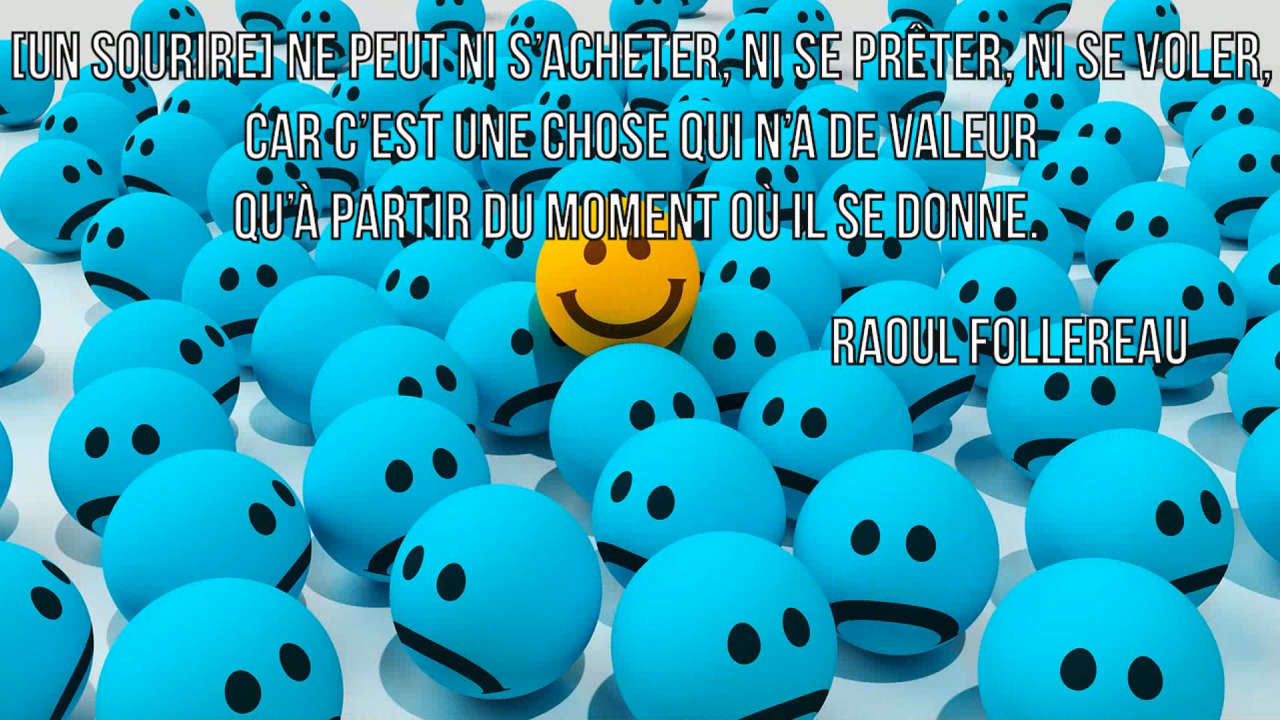 [UN SOURIRE] NE PEUT NI S'ACHETER, NI SE PRÊTER, NI SE VOLER,
CAR C'EST UNE CHOSE QUI N'A DE VALEUR
QU'À PARTIR DU MOMENT OÙ IL SE DONNE.
RAOUL FOLLEREAU